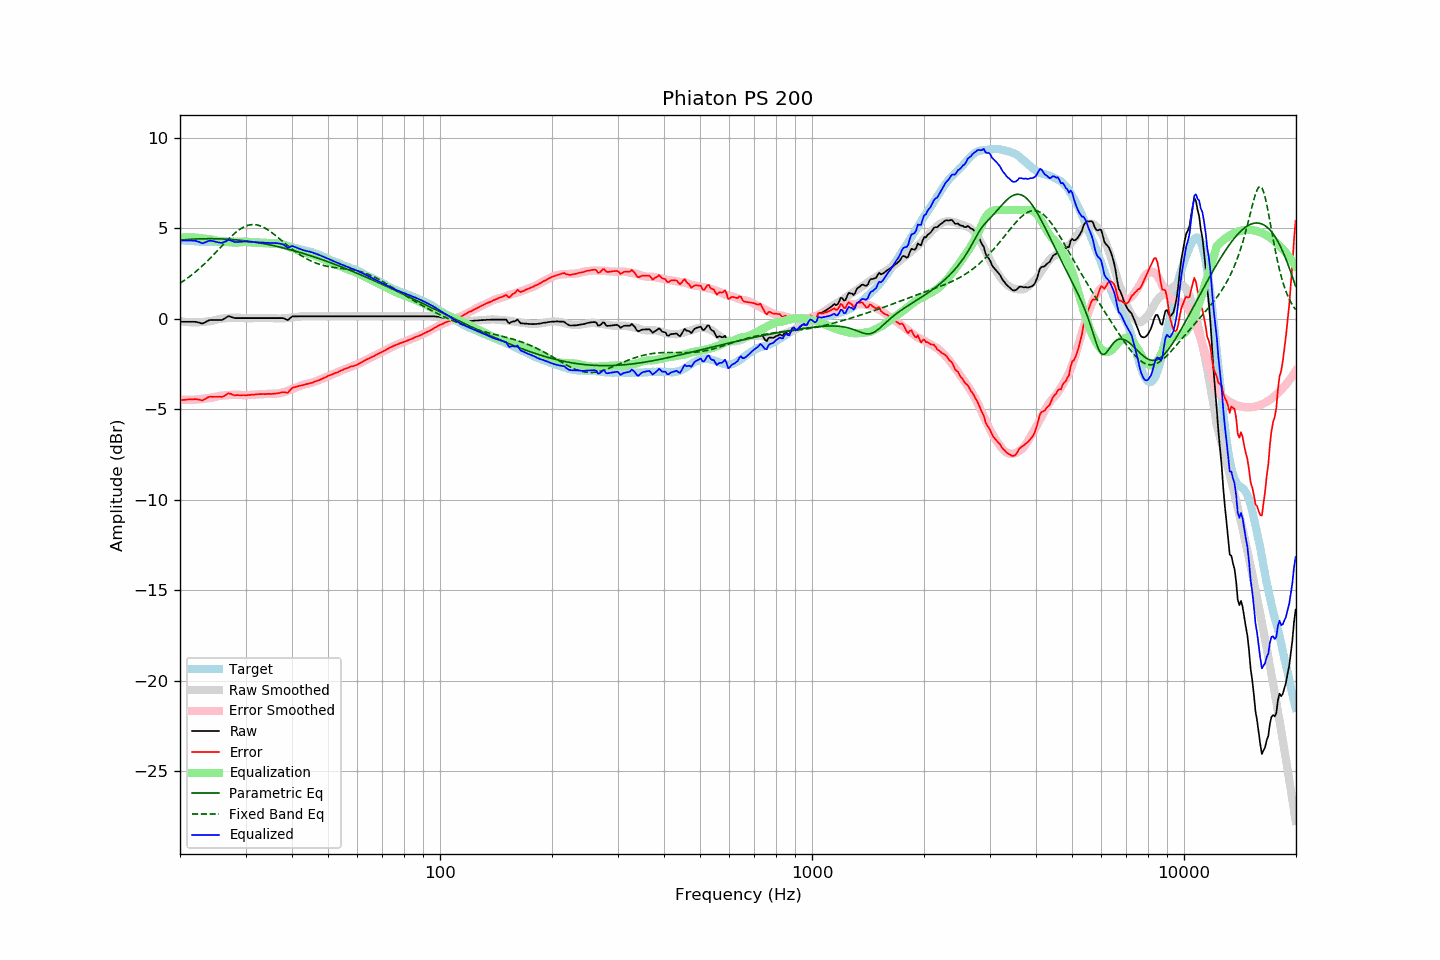 Phiaton PS 200
10
5
0
−5
−10
−15
−20
−25
Amplitude (dBr)
Target
Raw Smoothed
Error Smoothed
Raw
Error
Equalization
Parametric Eq
Fixed Band Eq
Equalized
100
1000
10000
Frequency (Hz)